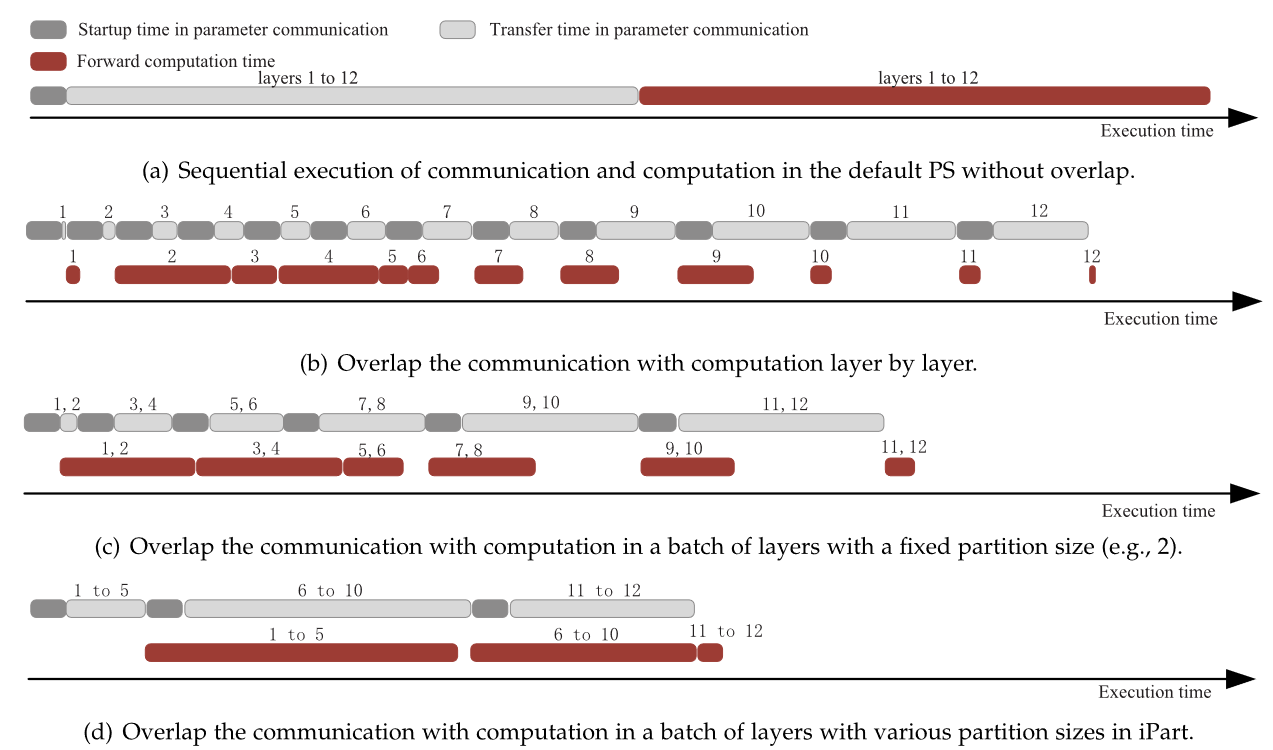 Startup time in parameter communication
Transfer time in parameter communication
Forward computation time
layers 1 to 12
layers 1 to 12
Execution time
(a) Sequential execution of communication and computation in the default PS without overlap.
1 2 3 4 5 6 7 8 9 10 11 12
1 2 3 4 5 6 7 8 9 10 11 12
Execution time
(b) Overlap the communication with computation layer by layer.
1, 2 3, 4 5, 6 7, 8 9, 10 11, 12
1, 2 3, 4 5, 6 7, 8 9, 10 11, 12
Execution time
(c) Overlap the communication with computation in a batch of layers with a fixed partition size (e.g., 2).
1 to 5 6 to 10 11 to 12
1 to 5 6 to 10 11 to 12
Execution time
(d) Overlap the communication with computation in a batch of layers with various partition sizes in iPart.